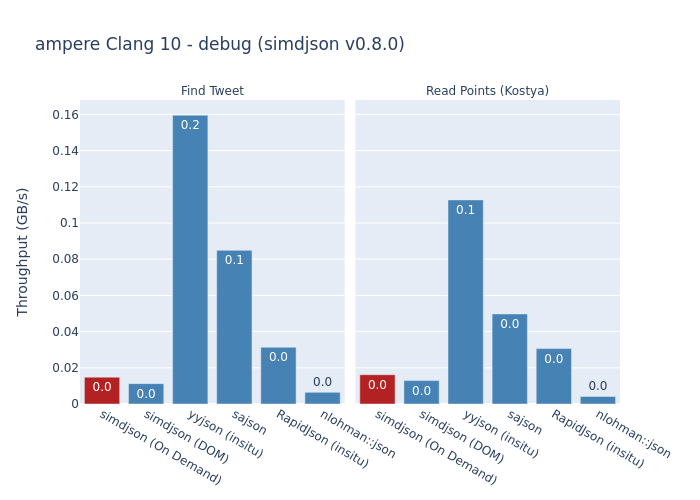 ampere Clang 10 - debug (simdjson v0.8.0)
Find Tweet
Read Points (Kostya)
Throughput (GB/s)
0.16
0.14
0.12
0.1
0.08
0.06
0.04
0.02
0
0.0
0.0
0.2
0.1
0.0
0.0
0.0
0.0
0.1
0.0
0.0
0.0
simdjson (On Demand)
simdjson (DOM)
yyjson (insitu)
sajson
RapidJson (insitu)
nlohman::json
simdjson (On Demand)
simdjson (DOM)
yyjson (insitu)
sajson
RapidJson (insitu)
nlohman::json